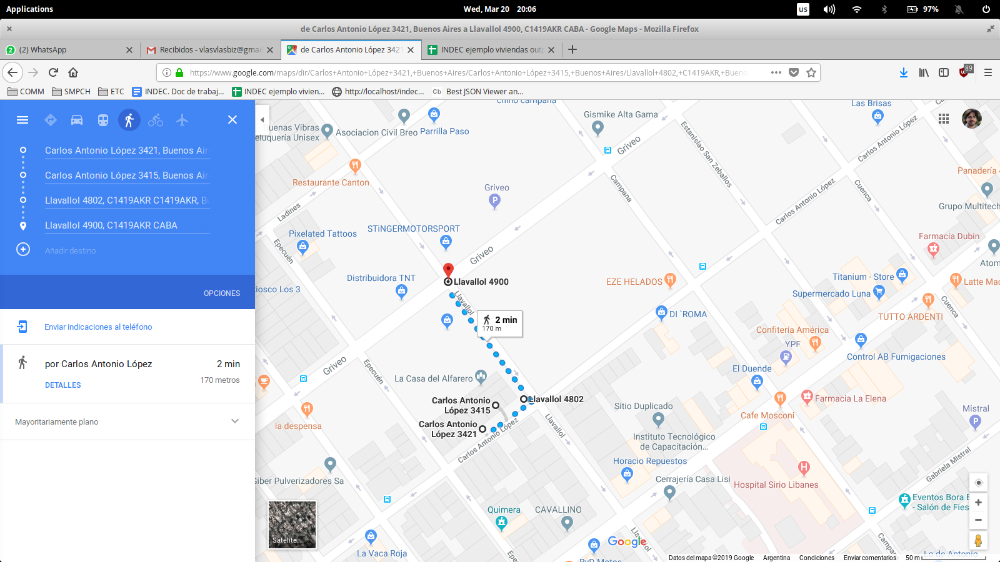 Applications
Wed, Mar 20 20:06
us
97%
de Carlos Antonio López 3421, Buenos Aires a Llavallol 4900, C1419AKR CABA - Google Maps - Mozilla Firefox
(2) WhatsApp
Recibidos - vlasvlasbiz@gmai
de Carlos Antonio López 3421
INDEC ejemplo viviendas out
https://www.google.com/maps/dir/Carlos+Antonio+López+3421,+Buenos+Aires/Carlos+Antonio+López+3415,+Buenos+Aires/Llavallol+4802,+C1419AKR,+Bueno
89
COMM
SMPCH
ETC
INDEC. Doc de trabaj...
INDEC ejemplo vivien...
http://localhost/indec...
Cb
Best JSON Viewer an...
Carlos Antonio López 3421, Buenos Air
Carlos Antonio López 3415, Buenos Air
Llavallol 4802, C1419AKR C1419AKR, B
Llavallol 4900, C1419AKR CABA
Añadir destino
OPCIONES
Enviar indicaciones al teléfono
por Carlos Antonio López
2 min
170 metros
DETALLES
Mayoritariamente plano
chino campana
Las Brisas
Gismike Alta Gama
Buenas Vibras
eluquería Unisex
Asociacion Civil Breo
Parrilla Paso
Griveo
Estanislao San Zeballos
Carlos Antonio López
Restaurante Canton
Panadería
Campana
Cuenca
Griveo
Ladines
Grupo Multitech
Carlos Antonio López
STiNGERMOTORSPORT
Pixelated Tattoos
Farmacia Dubin
Epecuén
Griveo
Atom
Distribuidora TNT
Llavallol 4900
EZE HELADOS
Titanium - Store
Latte Mac
kiosco Los 3
Llavallol
Supermercado Luna
Cuenca
2 min
170 m
DI `ROMA
TUTTO ARDENTI
Confitería América
YPF
Control AB Fumigaciones
Griveo
Epecuén
El Duende
La Casa del Alfarero
Carlos Antonio
López 3415
Llavallol 4802
Farmacia La Elena
Sitio Duplicado
Mistral
Cafe Mosconi
la despensa
Carlos Antonio
López 3421
Llavallol
Carlos Antonio López
Instituto Tecnológico
de Capacitación...
Horacio Repuestos
Gabriela Mistral
Giber Pulverizadores Sa
Cerrajería Casa Lisi
Hospital Sirio Libanes
H
Eventos Bora B
- Salón de Fies
Quimera
CAVALLINO
Satélite
La Vaca Roja
Epe
Google
Camp
Lo de Antonio
Datos del mapa ©2019 Google
Argentina
Condiciones
Enviar comentarios
50 m